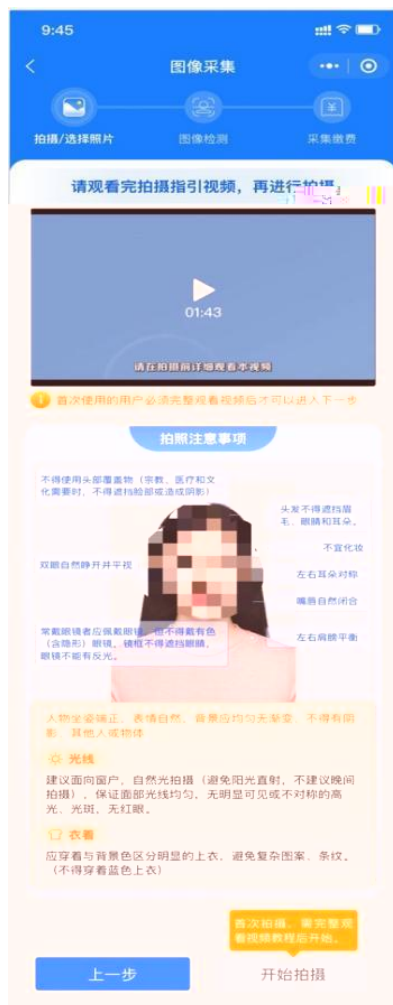 9:45
图像采集
拍摄/选择照片
图像检测
采集缴费
请观看完拍摄指引视频，再进行拍摄
01:43
请在拍摄前详细观看本视频
首次使用的用户必须完整观看视频后才可以进入下一步
拍照注意事项
不得使用头部覆盖物（宗教、医疗和文
化需要时，不得遮挡脸部或造成阴影）
头发不得遮挡眉
毛、眼睛和耳朵。
不宜化妆
双眼自然睁开并平视
左右耳朵对称
嘴唇自然闭合
常戴眼镜者应佩戴眼镜，但不得戴有色
（含隐形）眼镜，镜框不得遮挡眼睛，
眼镜不能有反光。
左右肩膀平衡
人物坐姿端正，表情自然，背景应均匀无渐变，不得有阴
影、其他人或物体
光线
建议面向窗户，自然光拍摄（避免阳光直射，不建议晚间
拍摄），保证面部光线均匀，无明显可见或不对称的高
光、光斑，无红眼。
衣着
应穿着与背景色区分明显的上衣，避免复杂图案、条纹。
（不得穿着蓝色上衣）
首次拍摄，需完整观
看视频教程后开始。
上一步
开始拍摄